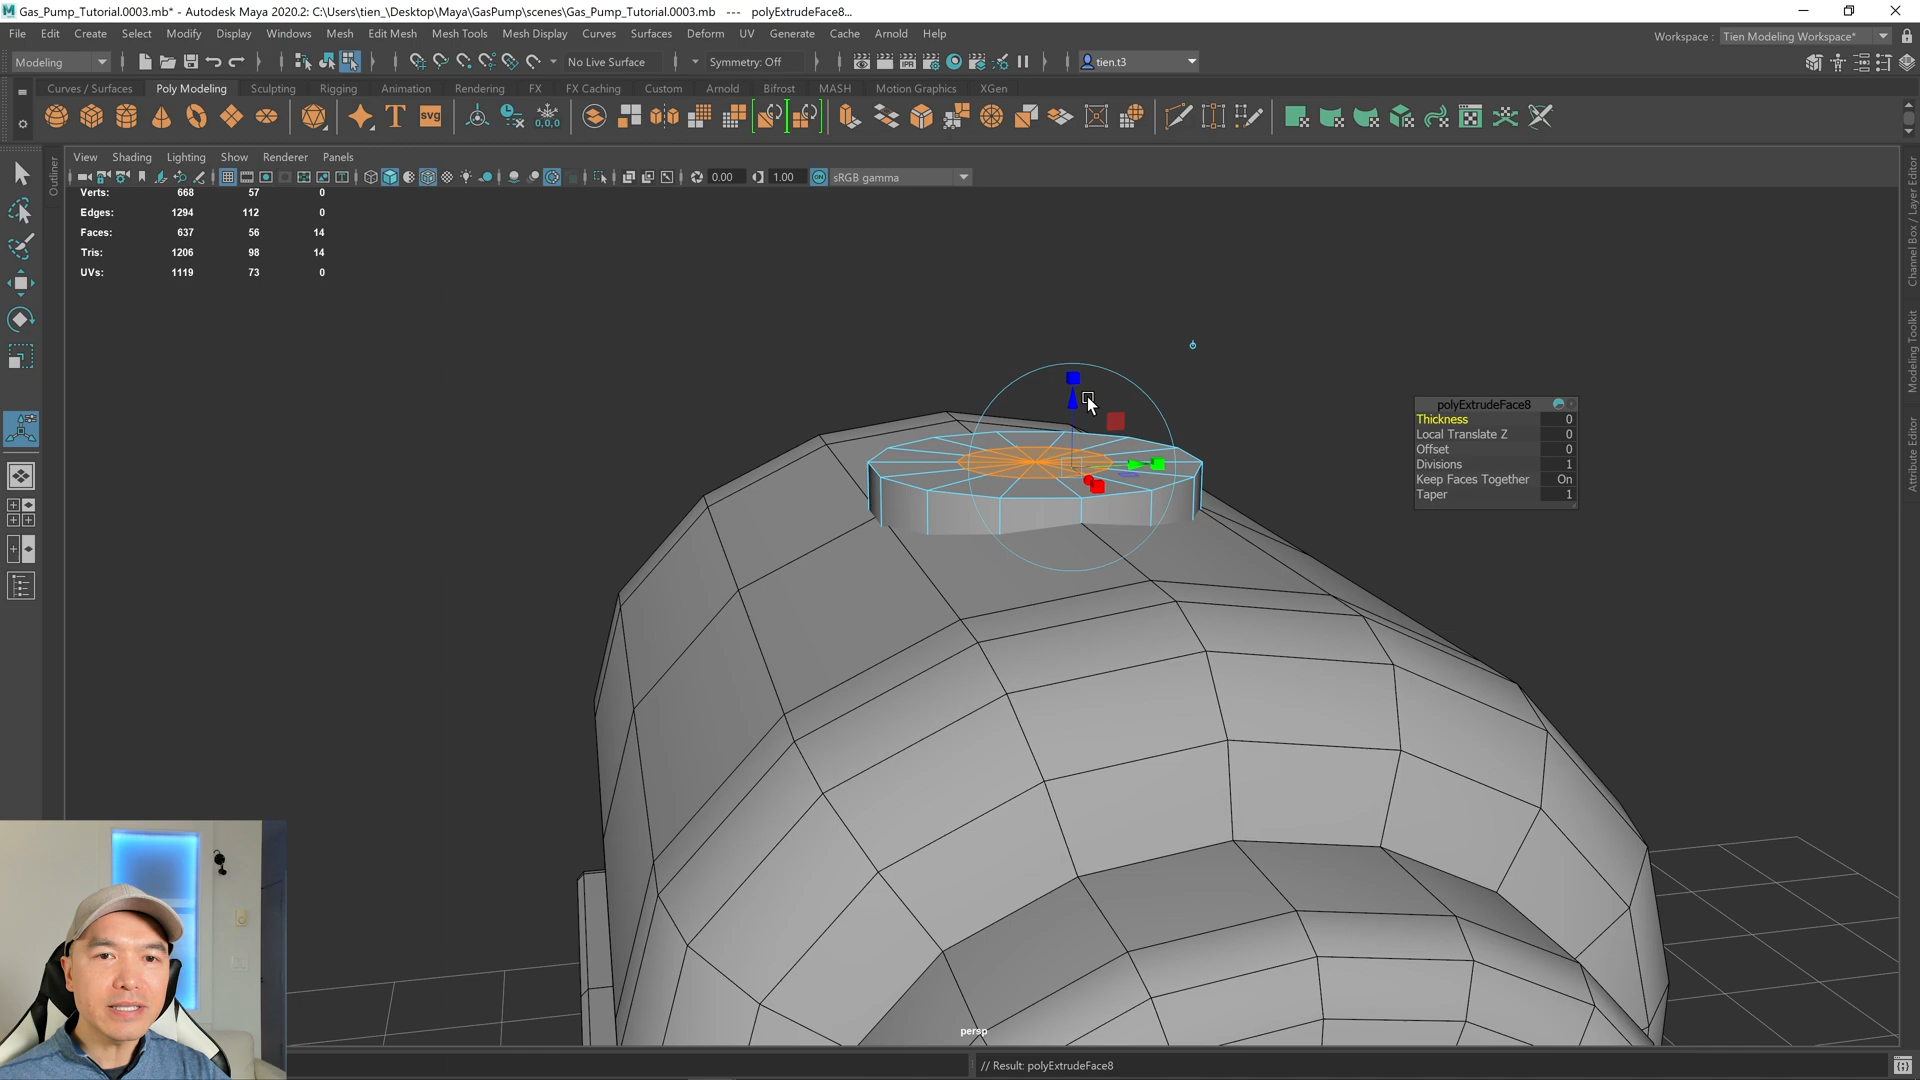 Gas_Pump_Tutorial.0003.mb* - Autodesk Maya 2020.2: C:\Users\tien_\Desktop\Maya\GasPump\scenes\Gas_Pump_Tutorial.0003.mb --- polyExtrudeFace8...
File Edit Create Select Modify Display Windows Mesh Edit Mesh Mesh Tools Mesh Display Curves Surfaces Deform UV Generate Cache Arnold Help
Workspace : Tien Modeling Workspace*
Modeling No Live Surface Symmetry: Off tien.t3
Curves / Surfaces Poly Modeling Sculpting Rigging Animation Rendering FX FX Caching Custom Arnold Bifrost MASH Motion Graphics XGen
T svg 0,0,0
View Shading Lighting Show Renderer Panels
0.00 1.00 ON sRGB gamma
Outliner
Verts: 668 57 0
Edges: 1294 112 0
Faces: 637 56 14
Tris: 1206 98 14
UVs: 1119 73 0
polyExtrudeFace8
Thickness 0
Local Translate Z 0
Offset 0
Divisions 1
Keep Faces Together On
Taper 1
Channel Box / Layer Editor
Modeling Toolkit
Attribute Editor
persp
// Result: polyExtrudeFace8